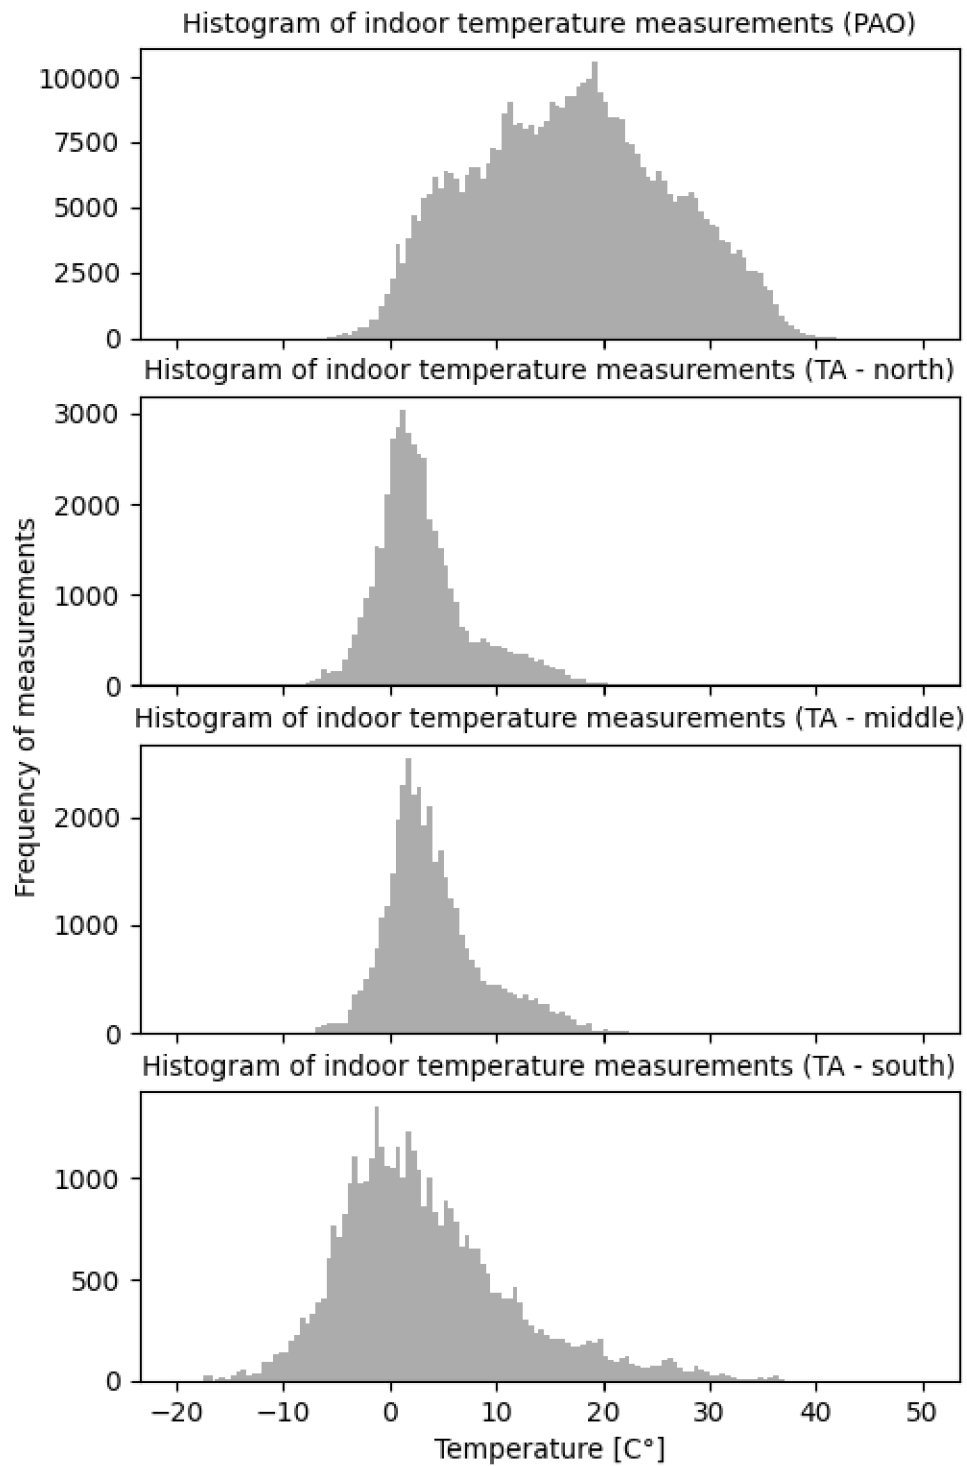 Histogram of indoor temperature measurements (PAO)
10000
7500
5000
2500
0
Histogram of indoor temperature measurements (TA - north)
3000
2000
1000
0
Frequency of measurements
Histogram of indoor temperature measurements (TA - middle)
2000
1000
0
Histogram of indoor temperature measurements (TA - south)
1000
500
0
−20 −10 0 10 20 30 40 50
Temperature [C°]